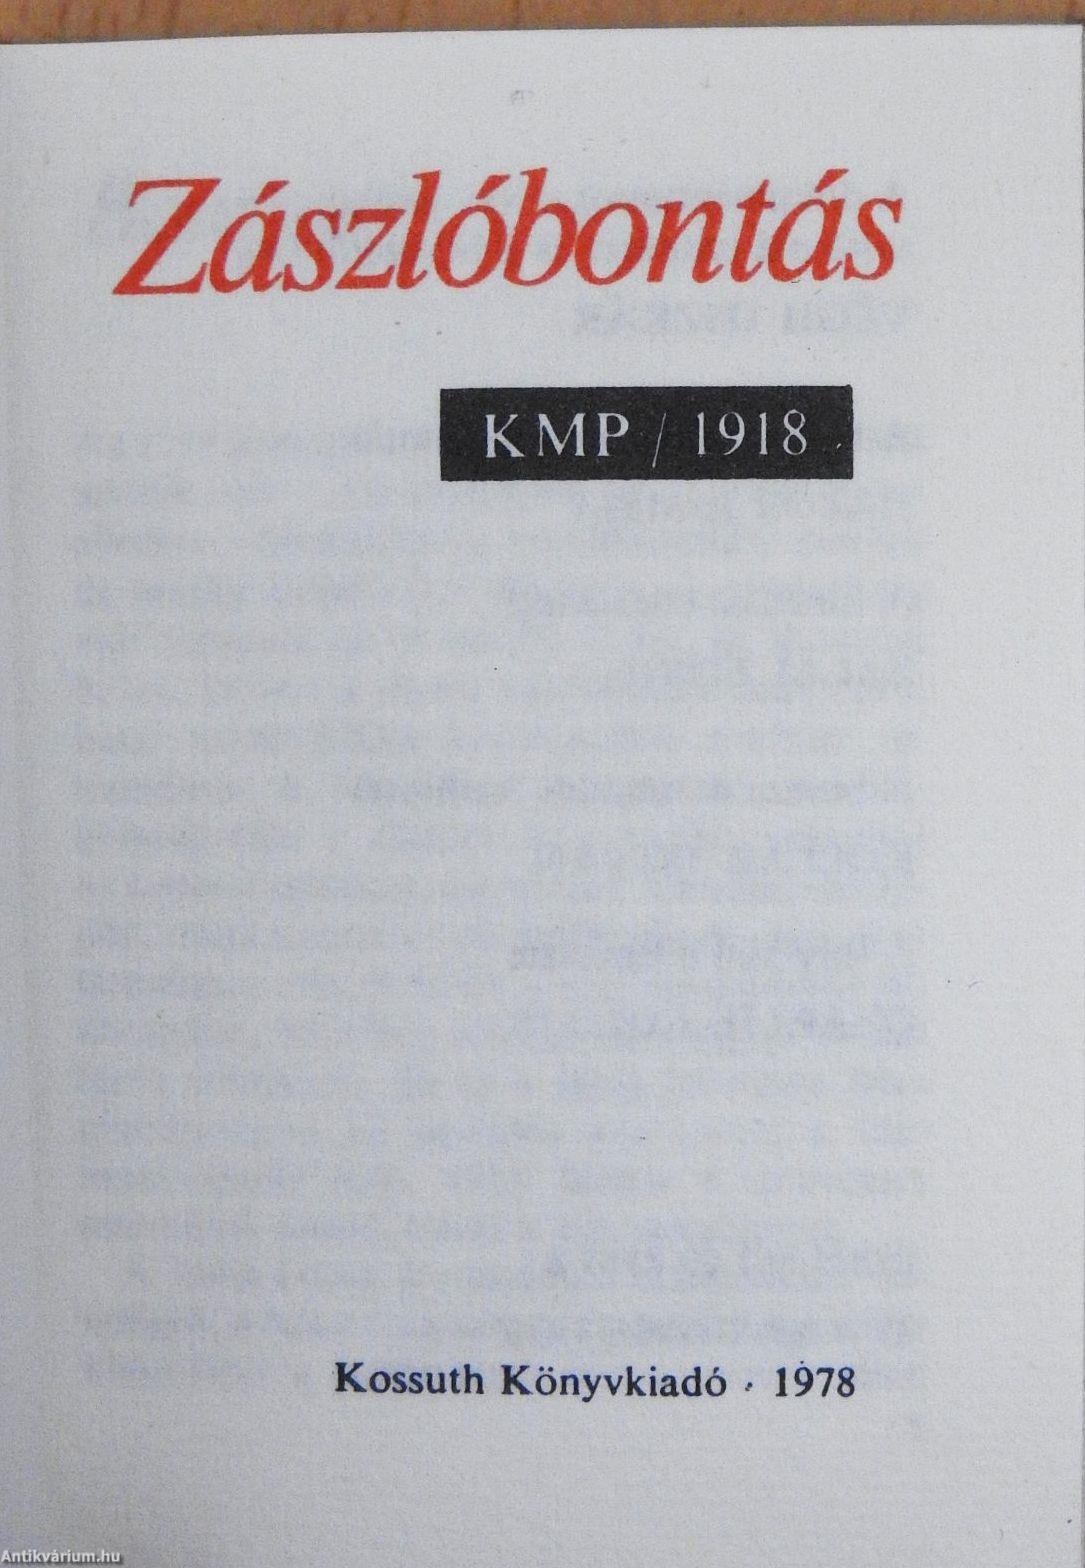 Zászlóbontás
KMP / 1918
Kossuth Könyvkiadó · 1978
Antikvárium.hu